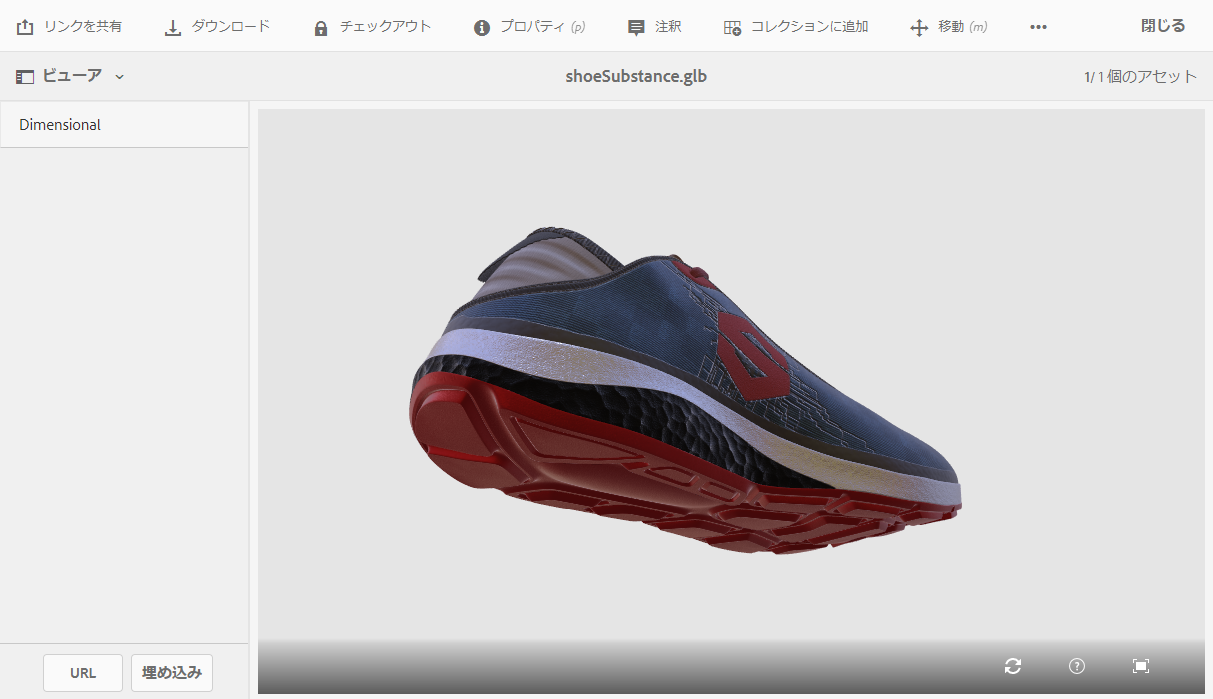 リンクを共有 ダウンロード チェックアウト プロパティ (p) 注釈 コレクションに追加 移動 (m) 閉じる
ビューア shoeSubstance.glb 1/ 1 個のアセット
Dimensional
URL 埋め込み